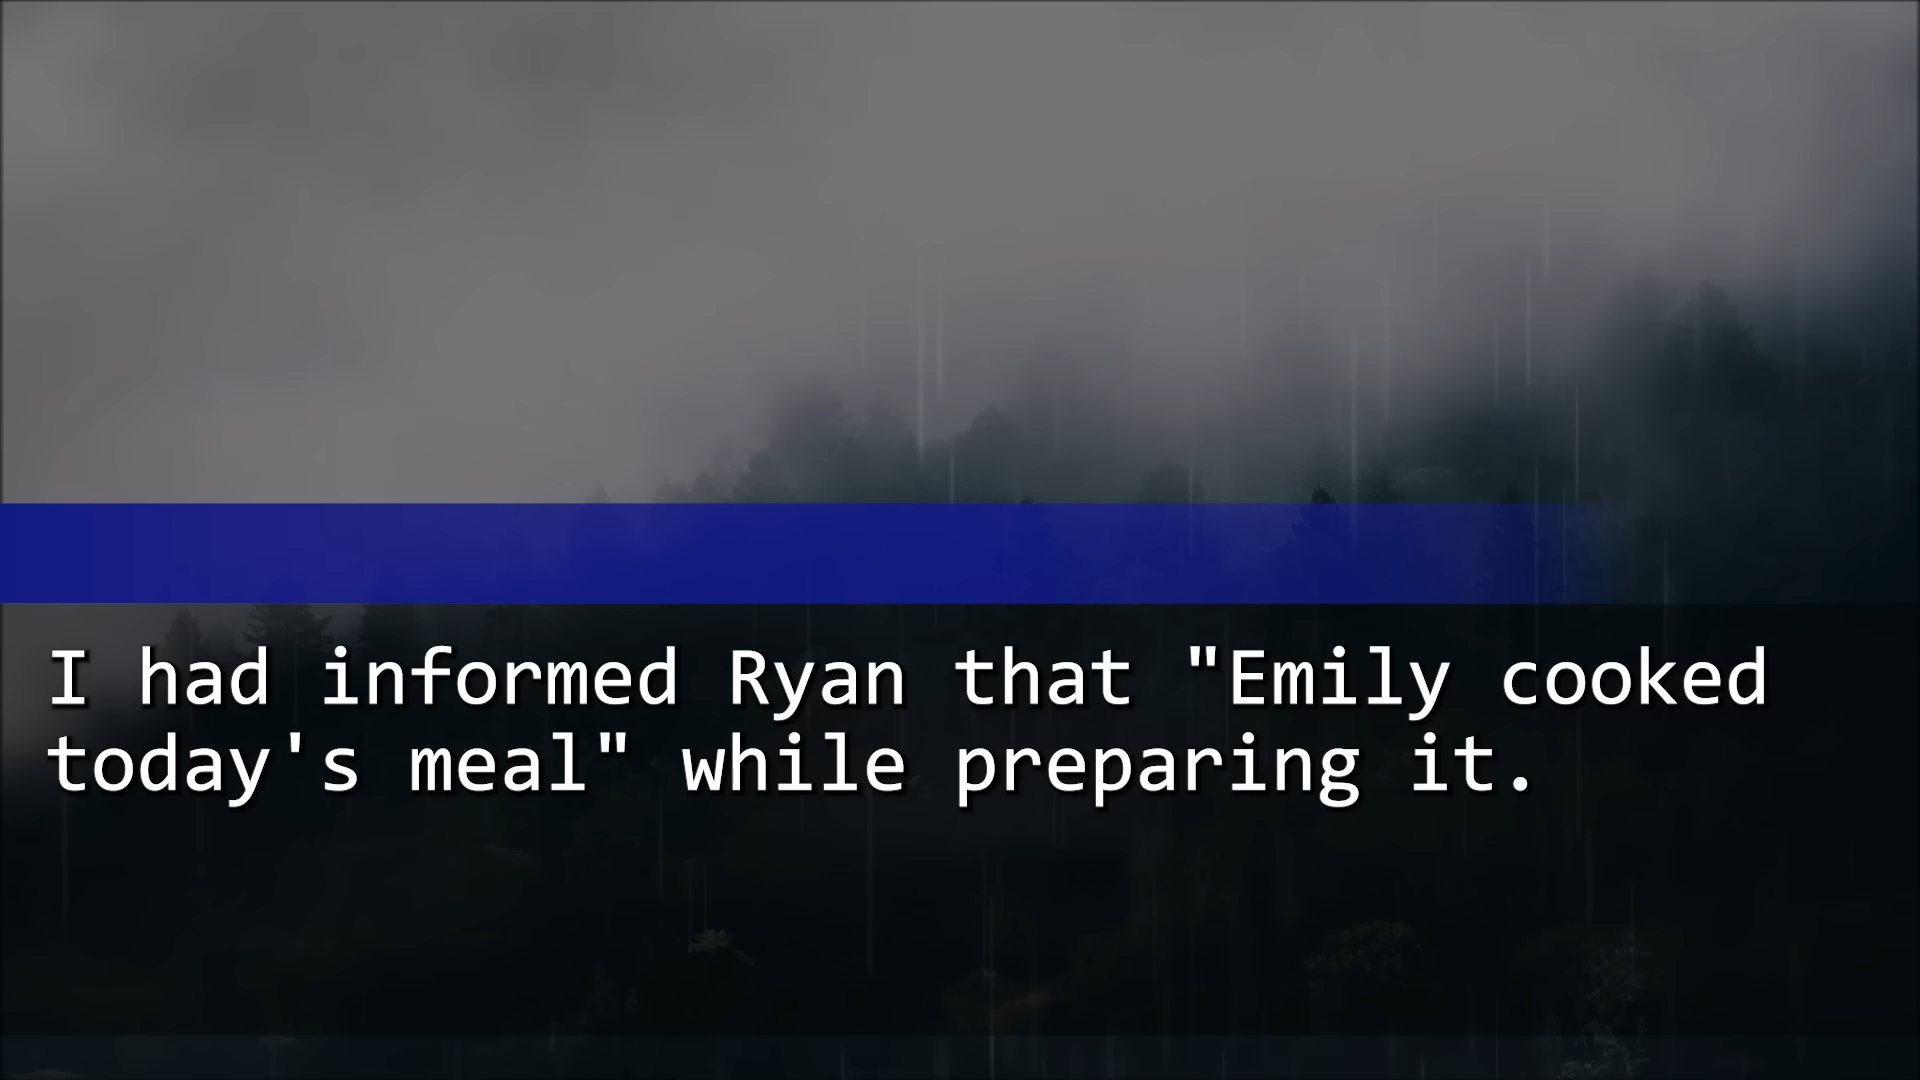 I had informed Ryan that "Emily cooked
today's meal" while preparing it.